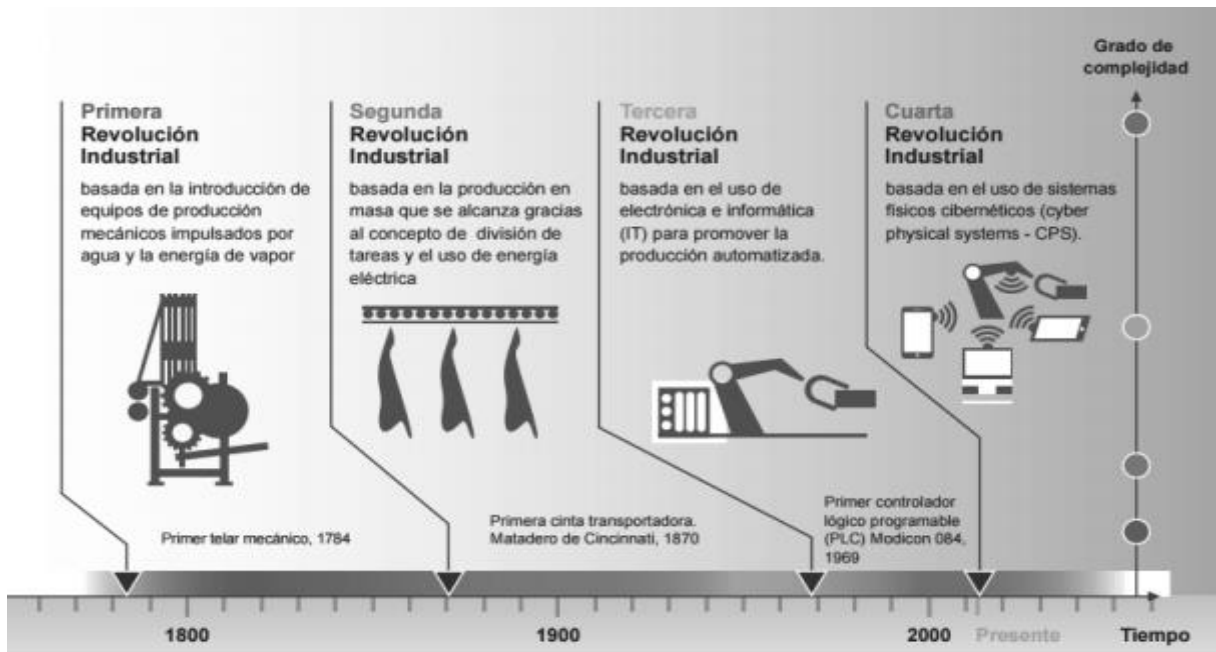 Grado de
complejidad
Primera
Revolución
Industrial
basada en la introducción de
equipos de producción
mecánicos impulsados por
agua y la energía de vapor
Segunda
Revolución
Industrial
basada en la producción en
masa que se alcanza gracias
al concepto de división de
tareas y el uso de energía
eléctrica
Tercera
Revolución
Industrial
basada en el uso de
electrónica e informática
(IT) para promover la
producción automatizada.
Cuarta
Revolución
Industrial
basada en el uso de sistemas
físicos cibernéticos (cyber
physical systems - CPS).
Primer telar mecánico, 1784
Primera cinta transportadora.
Matadero de Cincinnati, 1870
Primer controlador
lógico programable
(PLC) Modicon 084,
1969
1800
1900
2000
Presente
Tiempo